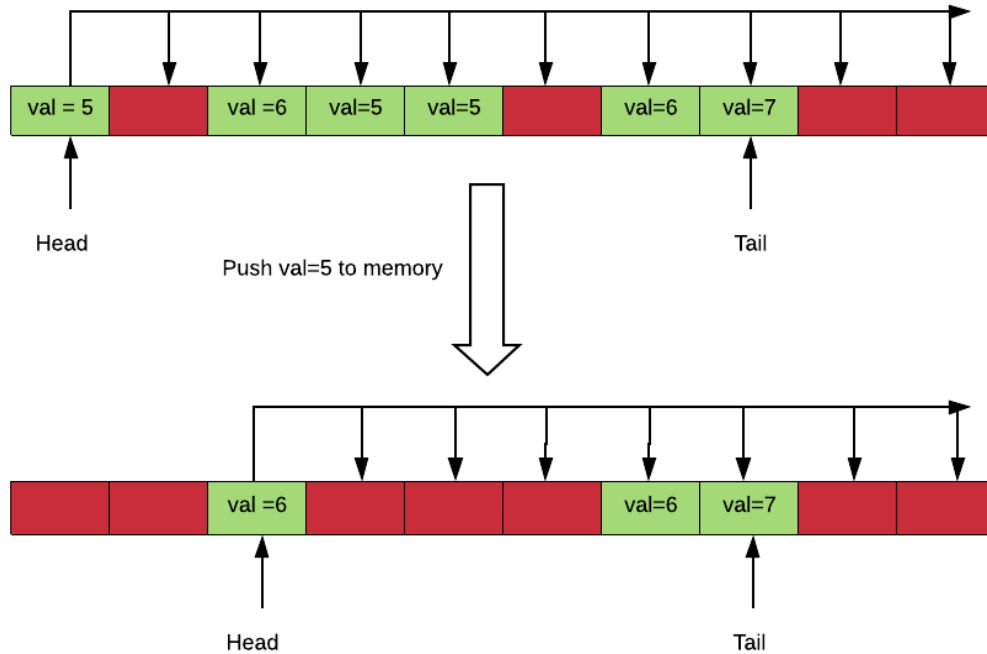 val = 5 val =6 val=5 val=5 val=6 val=7
Head Tail
Push val=5 to memory
val =6 val=6 val=7
Head Tail